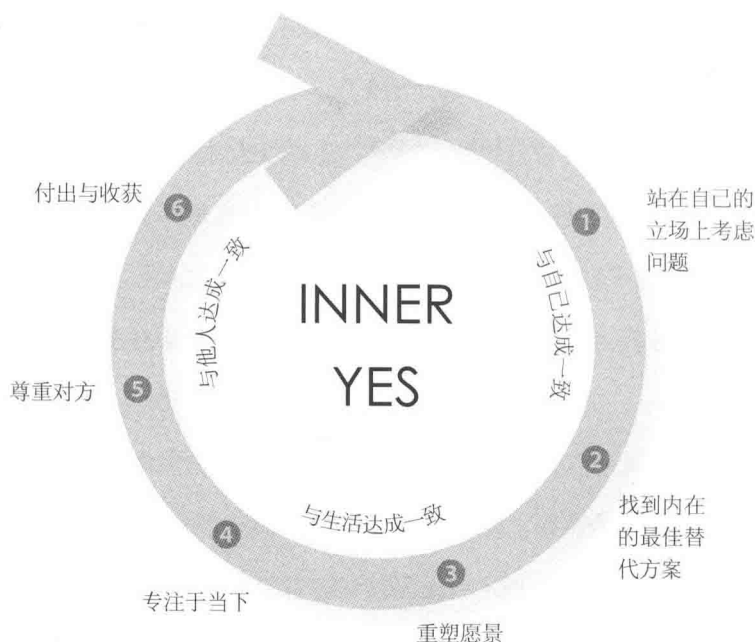 INNER
YES
与自己达成一致
与生活达成一致
与他人达成一致
1
站在自己的
立场上考虑
问题
2
找到内在
的最佳替
代方案
3
重塑愿景
4
专注于当下
5
尊重对方
6
付出与收获